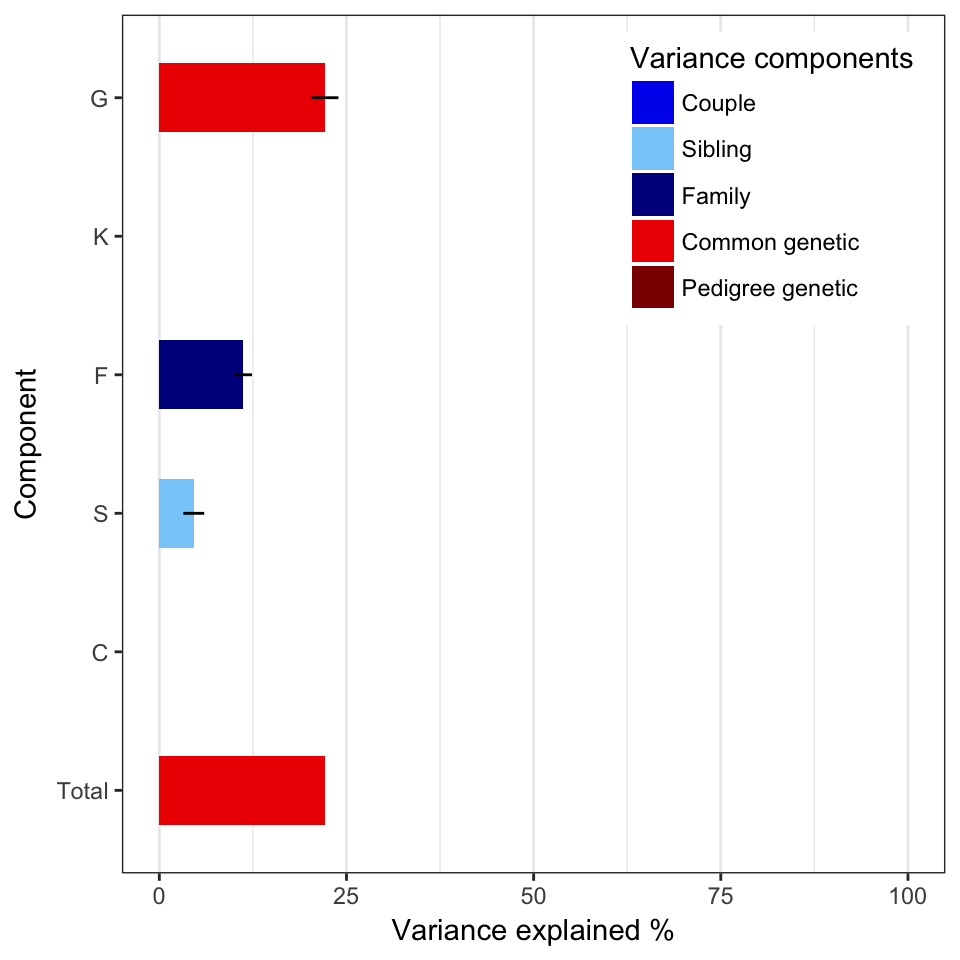 Variance components
Couple
Sibling
Family
Common genetic
Pedigree genetic
Component
G
K
F
S
C
Total
0 25 50 75 100
Variance explained %